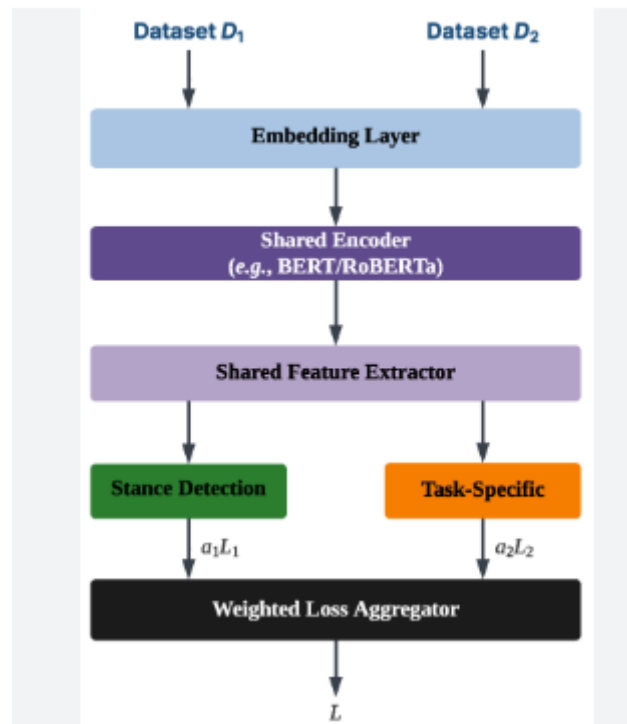 Dataset D₁ Dataset D₂
Embedding Layer
Shared Encoder
(e.g., BERT/RoBERTa)
Shared Feature Extractor
Stance Detection Task-Specific
a₁L₁ a₂L₂
Weighted Loss Aggregator
L